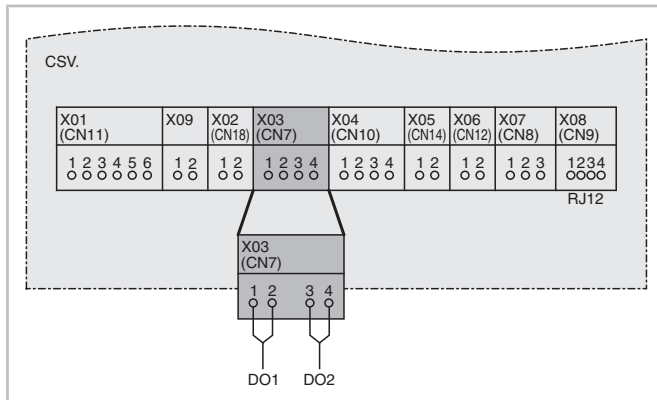 CSV.
X01 X09 X02 X03 X04 X05 X06 X07 X08
(CN11) (CN18) (CN7) (CN10) (CN14) (CN12) (CN8) (CN9)
1 2 3 4 5 6 1 2 1 2 1 2 3 4 1 2 3 4 1 2 1 2 1 2 3 1234
RJ12
X03
(CN7)
1 2 3 4
DO1 DO2